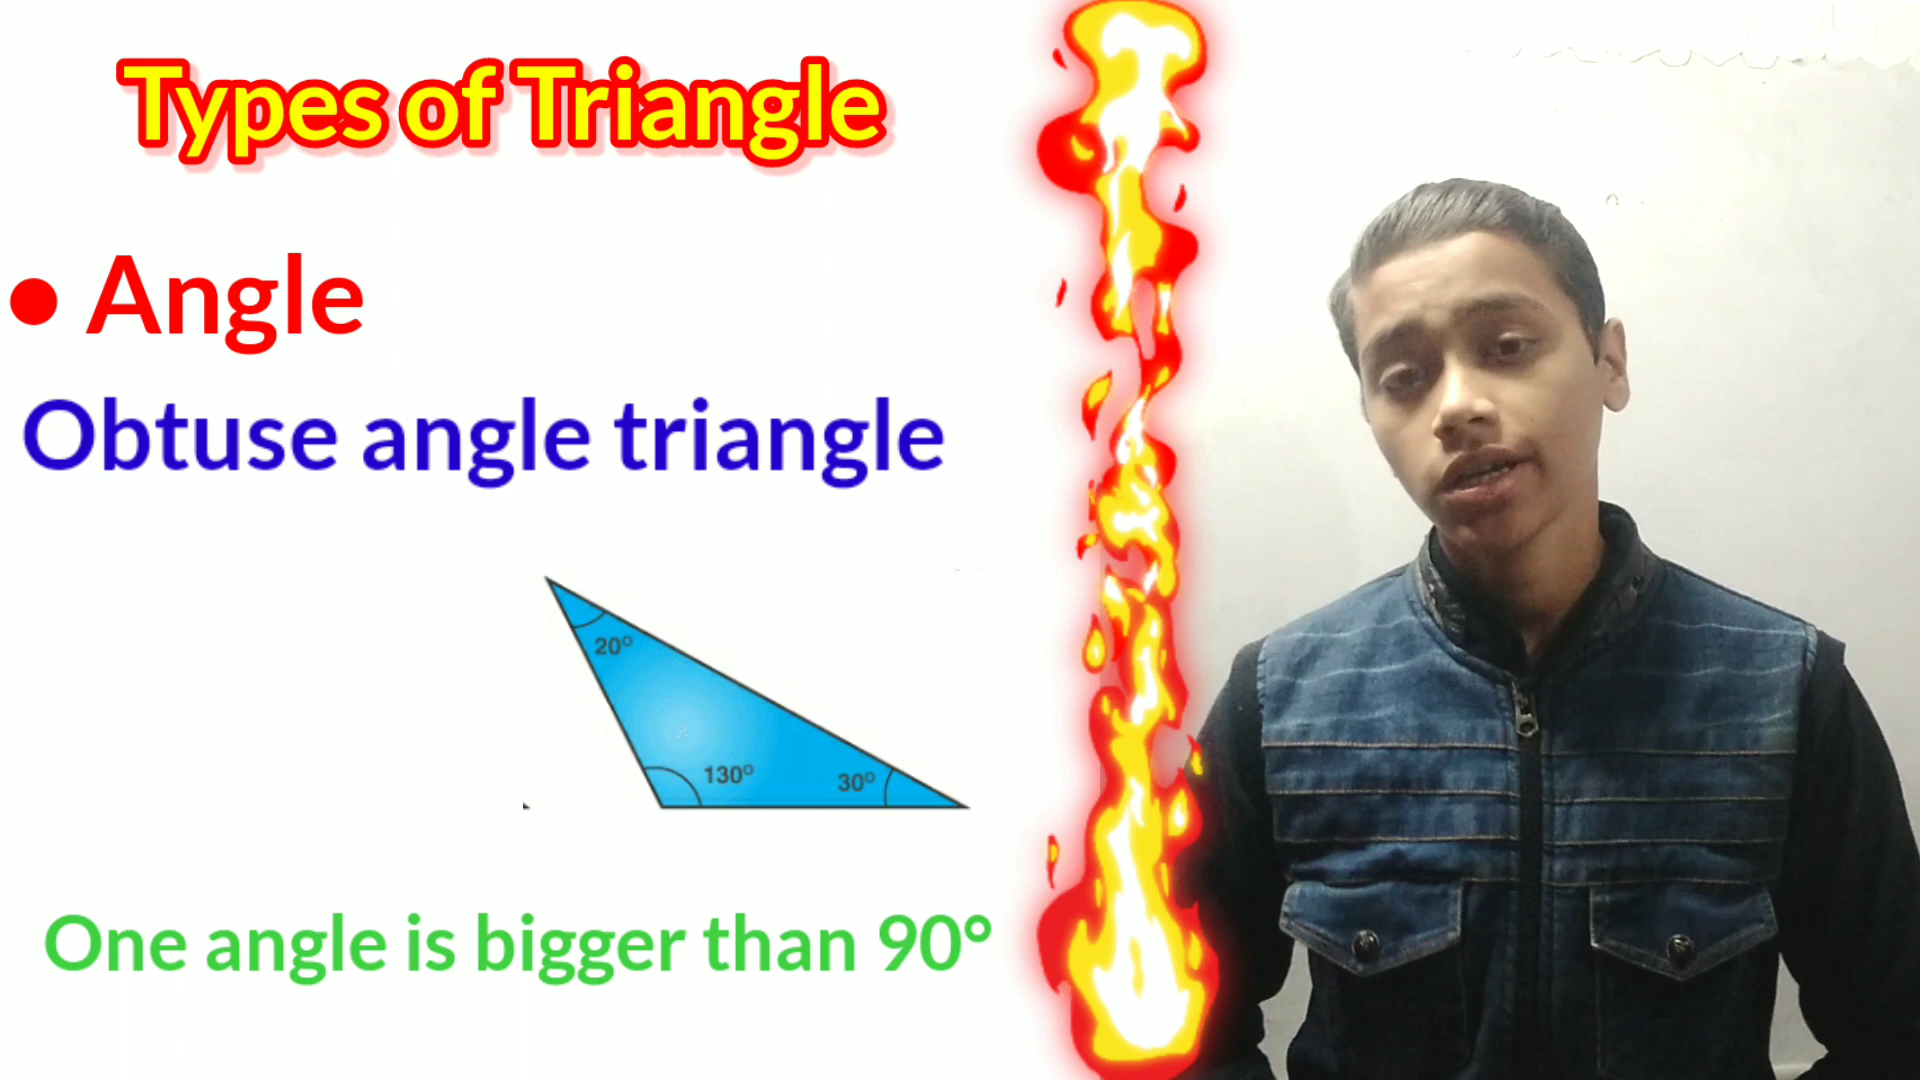 Types of Triangle
• Angle
Obtuse angle triangle
20°
130°
30°
One angle is bigger than 90°